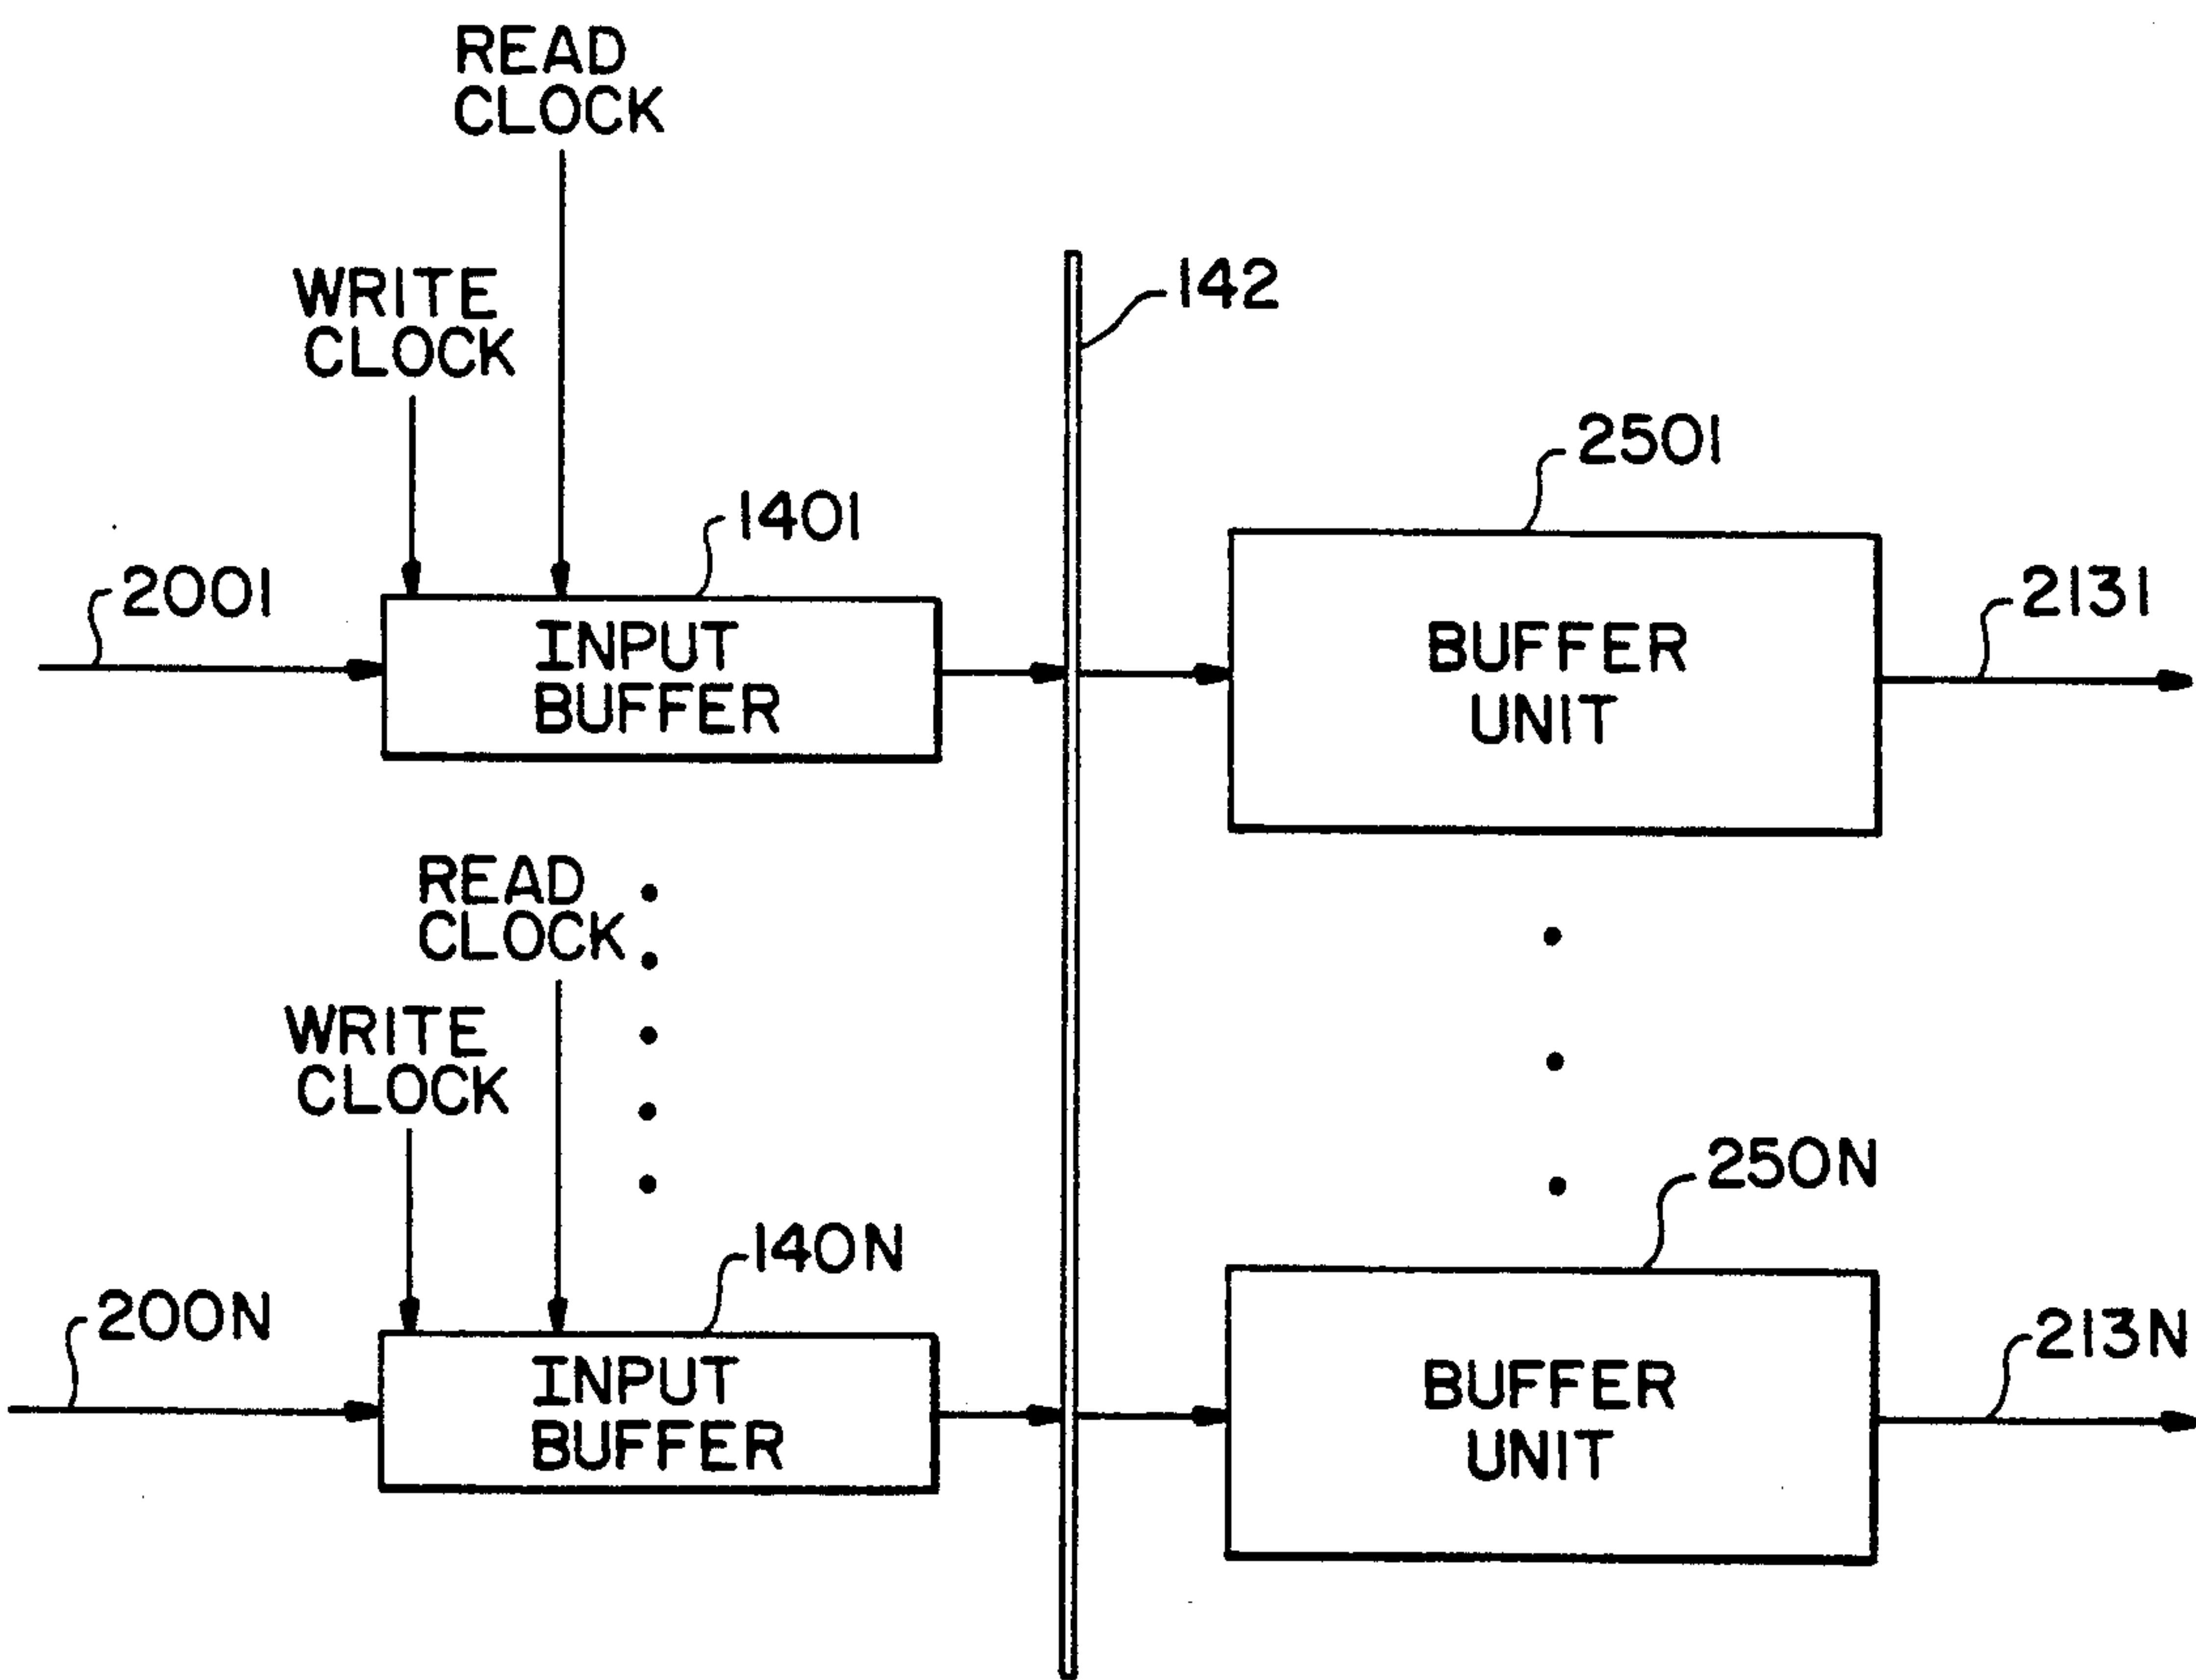 READ
CLOCK
WRITE
CLOCK
142
2501
1401
2001
2131
INPUT
BUFFER
BUFFER
UNIT
READ
CLOCK
WRITE
CLOCK
250N
140N
200N
213N
INPUT
BUFFER
BUFFER
UNIT